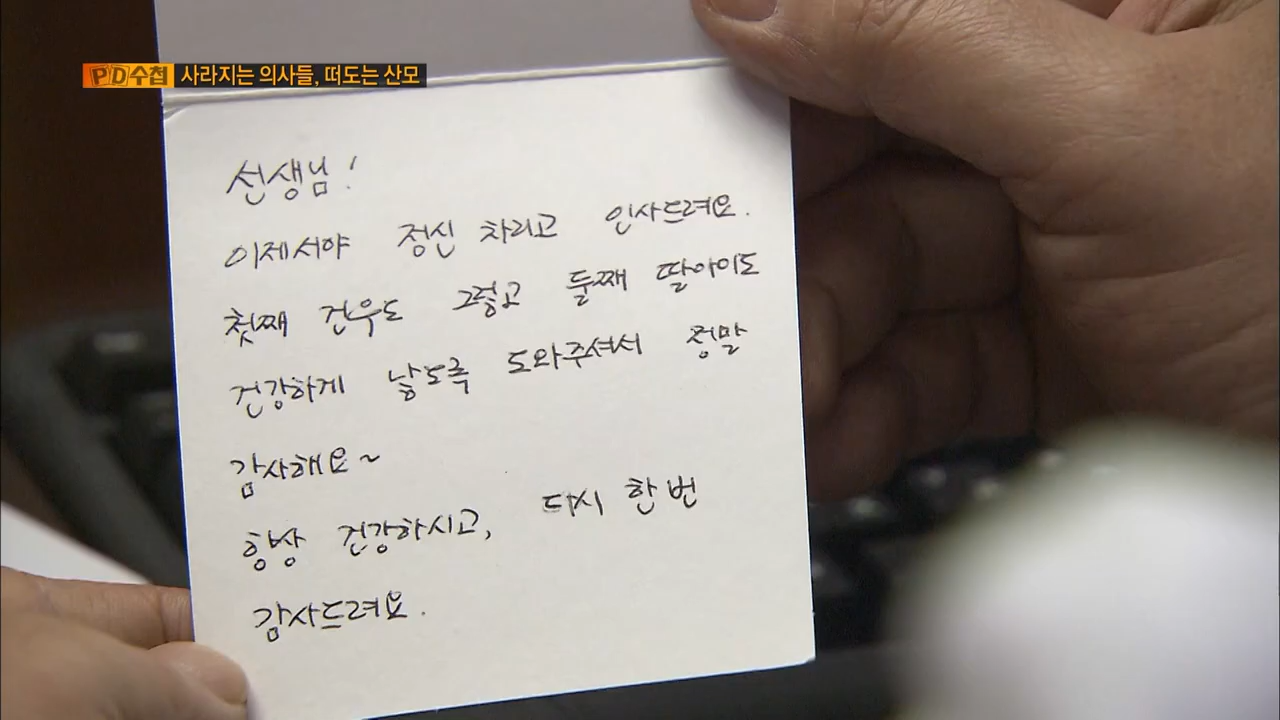 PD수첩 사라지는 의사들, 떠도는 산모
선생님!
이제서야 정신 차리고 인사드려요.
첫째 건우도 그렇고 둘째 딸아이도
건강하게 낳도록 도와주셔서 정말
감사해요~
항상 건강하시고, 다시 한번
감사드려요.